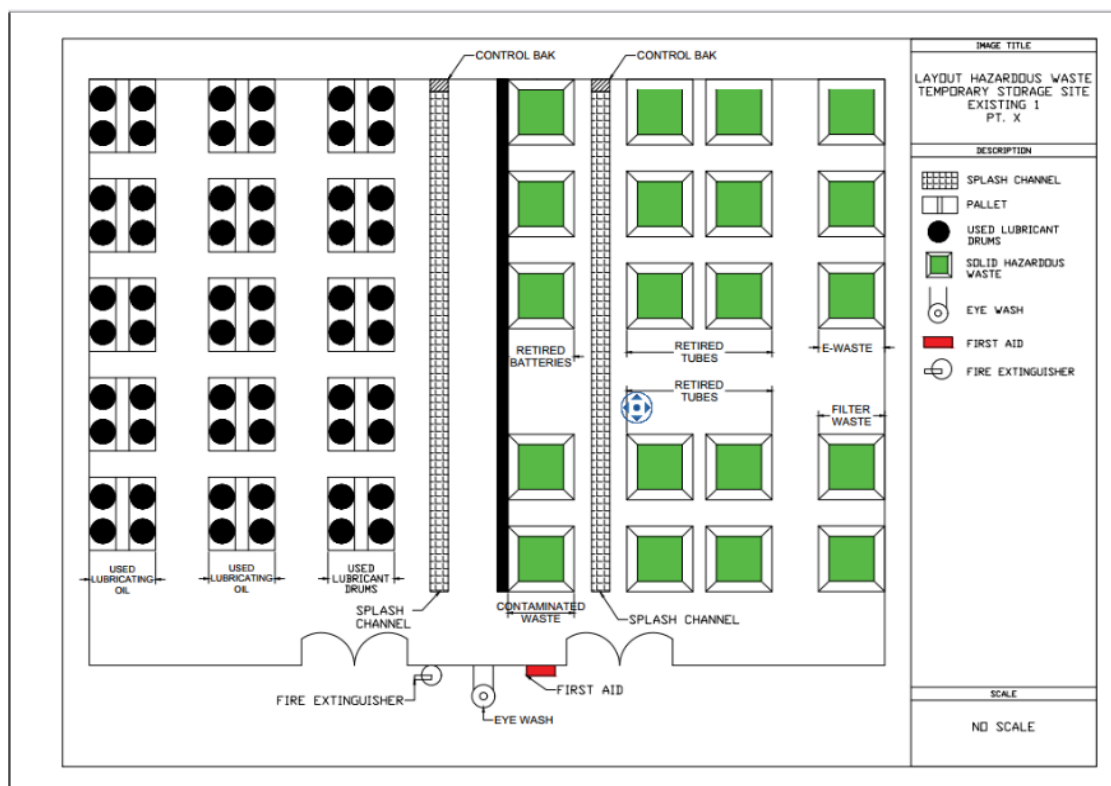 CONTROL BAK
CONTROL BAK
RETIRED
BATTERIES
RETIRED
TUBES
E-WASTE
RETIRED
TUBES
FILTER
WASTE
USED
LUBRICATING
OIL
USED
LUBRICATING
OIL
USED
LUBRICANT
DRUMS
SPLASH
CHANNEL
CONTAMINATED
WASTE
SPLASH CHANNEL
FIRE EXTINGUISHER
EYE WASH
FIRST AID
IMAGE TITLE
LAYOUT HAZARDOUS WASTE
TEMPORARY STORAGE SITE
EXISTING 1
PT. X
DESCRIPTION
SPLASH CHANNEL
PALLET
USED LUBRICANT
DRUMS
SOLID HAZARDOUS
WASTE
EYE WASH
FIRST AID
FIRE EXTINGUISHER
SCALE
NO SCALE